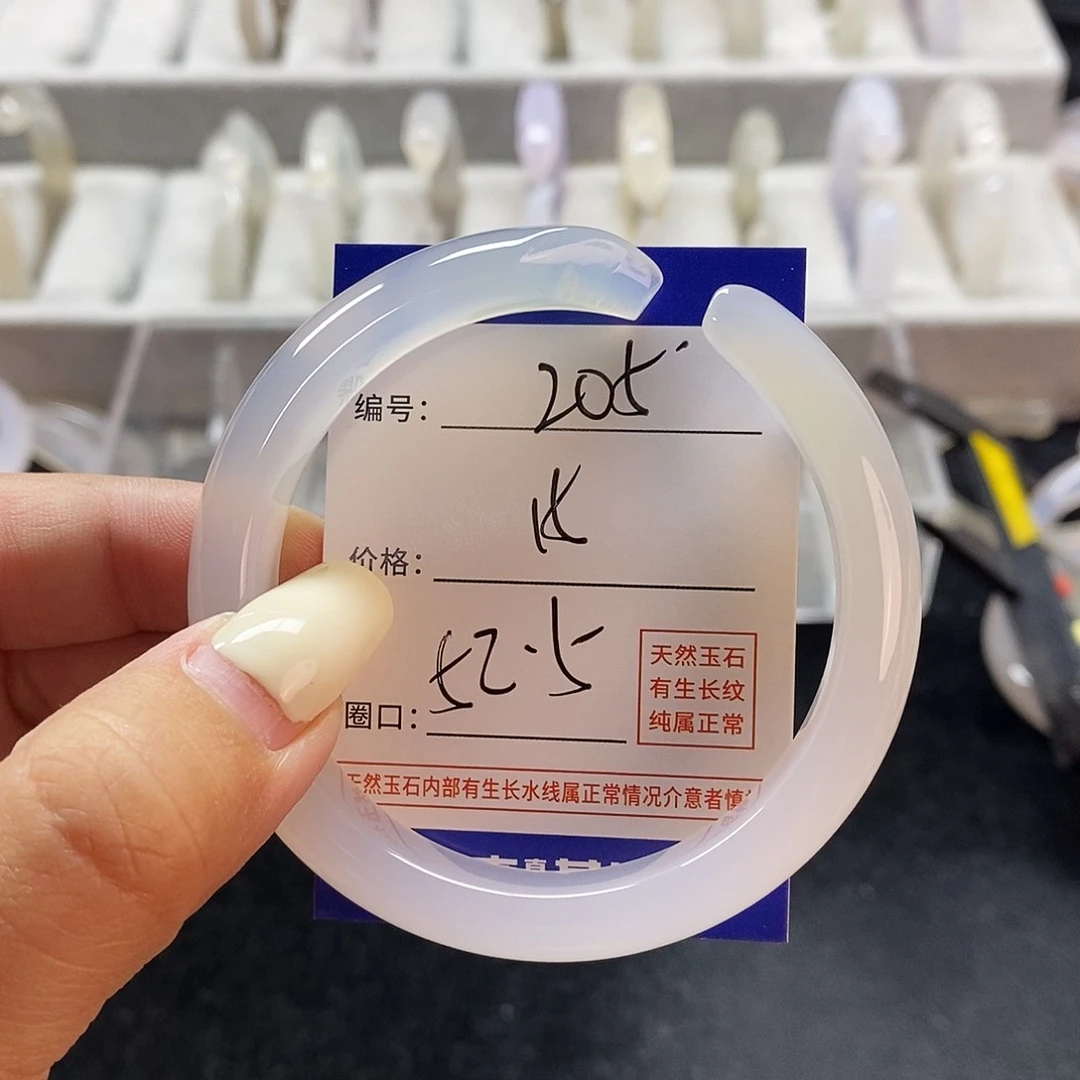 编号: 205
价格:
圈口: 52.5
天然玉石
有生长纹
纯属正常
天然玉石内部有生长水线属正常情况介意者慎